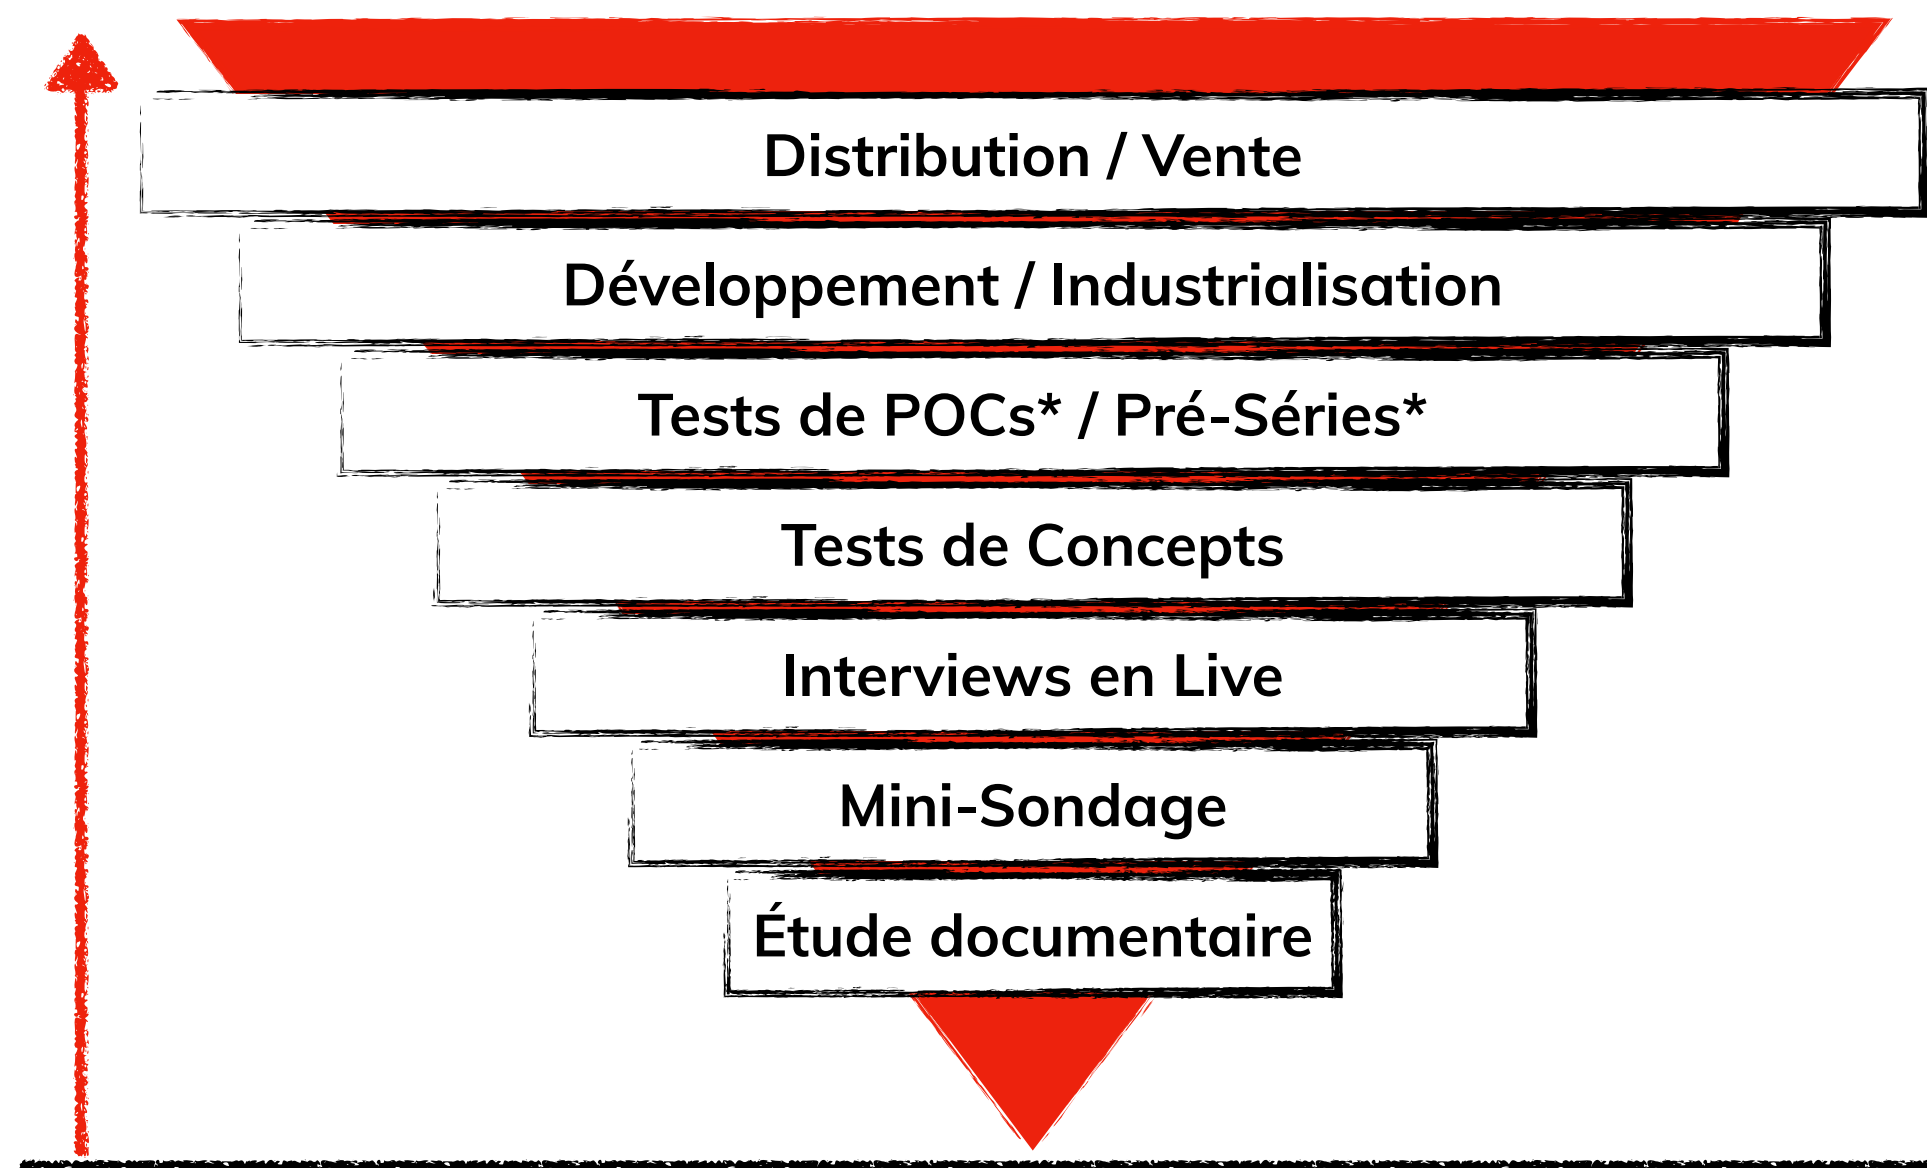 Distribution / Vente
Développement / Industrialisation
Tests de POCs* / Pré-Séries*
Tests de Concepts
Interviews en Live
Mini-Sondage
Étude documentaire